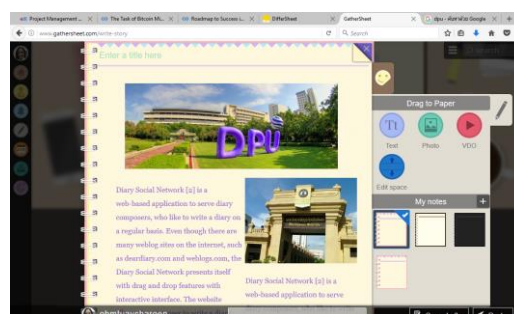 Project Management ...
The Task of Bitcoin Mi...
Roadmap to Success i...
DifferSheet
GatherSheet
dpu - ค้นหาด้วย Google
www.gathersheet.com/write-story
Search
Enter a title here
DPU
Diary Social Network [2] is a
web-based application to serve diary
composers, who like to write a diary on
a regular basis. Even though there are
many weblog sites on the internet, such
as deardiary.com and weblogs.com, the
Diary Social Network presents itself
with drag and drop features with
interactive interface. The website
Diary Social Network [2] is a
web-based application to serve
Drag to Paper
Tt
Text
Photo
VDO
Edit space
My notes
+